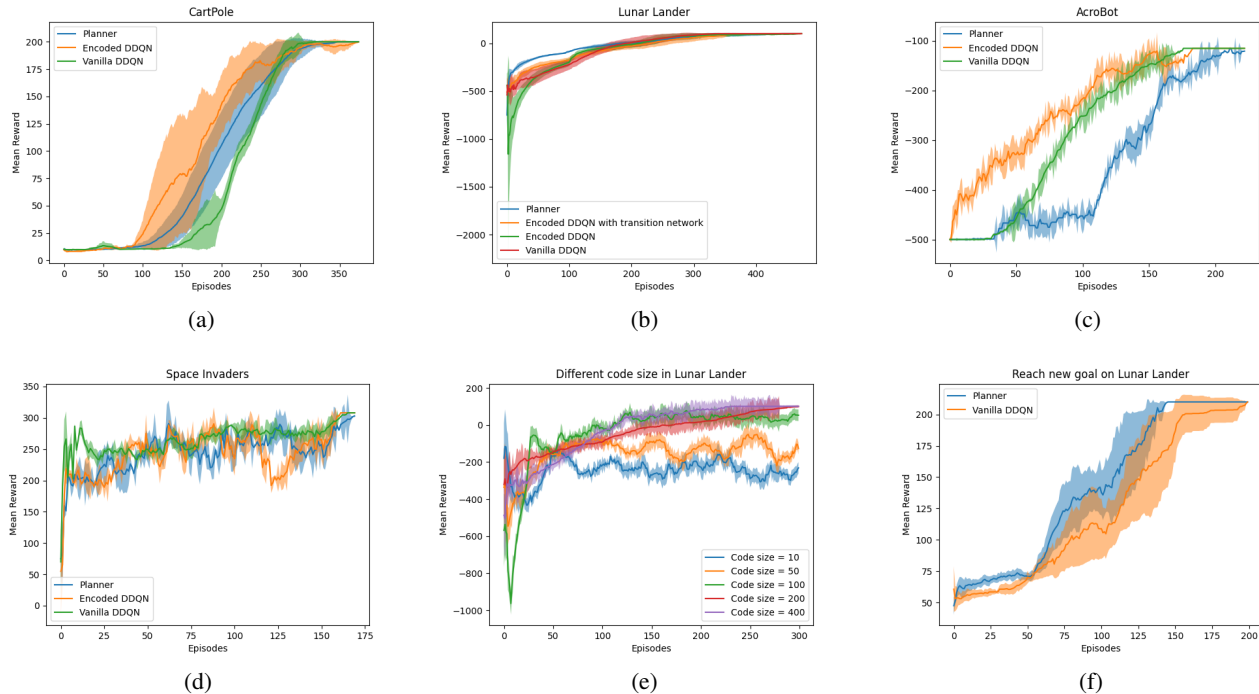 CartPole
Mean Reward
200
175
150
125
100
75
50
25
0
Planner
Encoded DDQN
Vanilla DDQN
0 50 100 150 200 250 300 350
Episodes
(a)
Lunar Lander
Mean Reward
0
−500
−1000
−1500
−2000
Planner
Encoded DDQN with transition network
Encoded DDQN
Vanilla DDQN
0 100 200 300 400
Episodes
(b)
AcroBot
Mean Reward
−100
−200
−300
−400
−500
Planner
Encoded DDQN
Vanilla DDQN
0 50 100 150 200
Episodes
(c)
Space Invaders
Mean Reward
350
300
250
200
150
100
50
0
Planner
Encoded DDQN
Vanilla DDQN
0 25 50 75 100 125 150 175
Episodes
(d)
Different code size in Lunar Lander
Mean Reward
200
0
−200
−400
−600
−800
−1000
Code size = 10
Code size = 50
Code size = 100
Code size = 200
Code size = 400
0 50 100 150 200 250 300
Episodes
(e)
Reach new goal on Lunar Lander
Mean Reward
200
175
150
125
100
75
50
Planner
Vanilla DDQN
0 25 50 75 100 125 150 175 200
Episodes
(f)